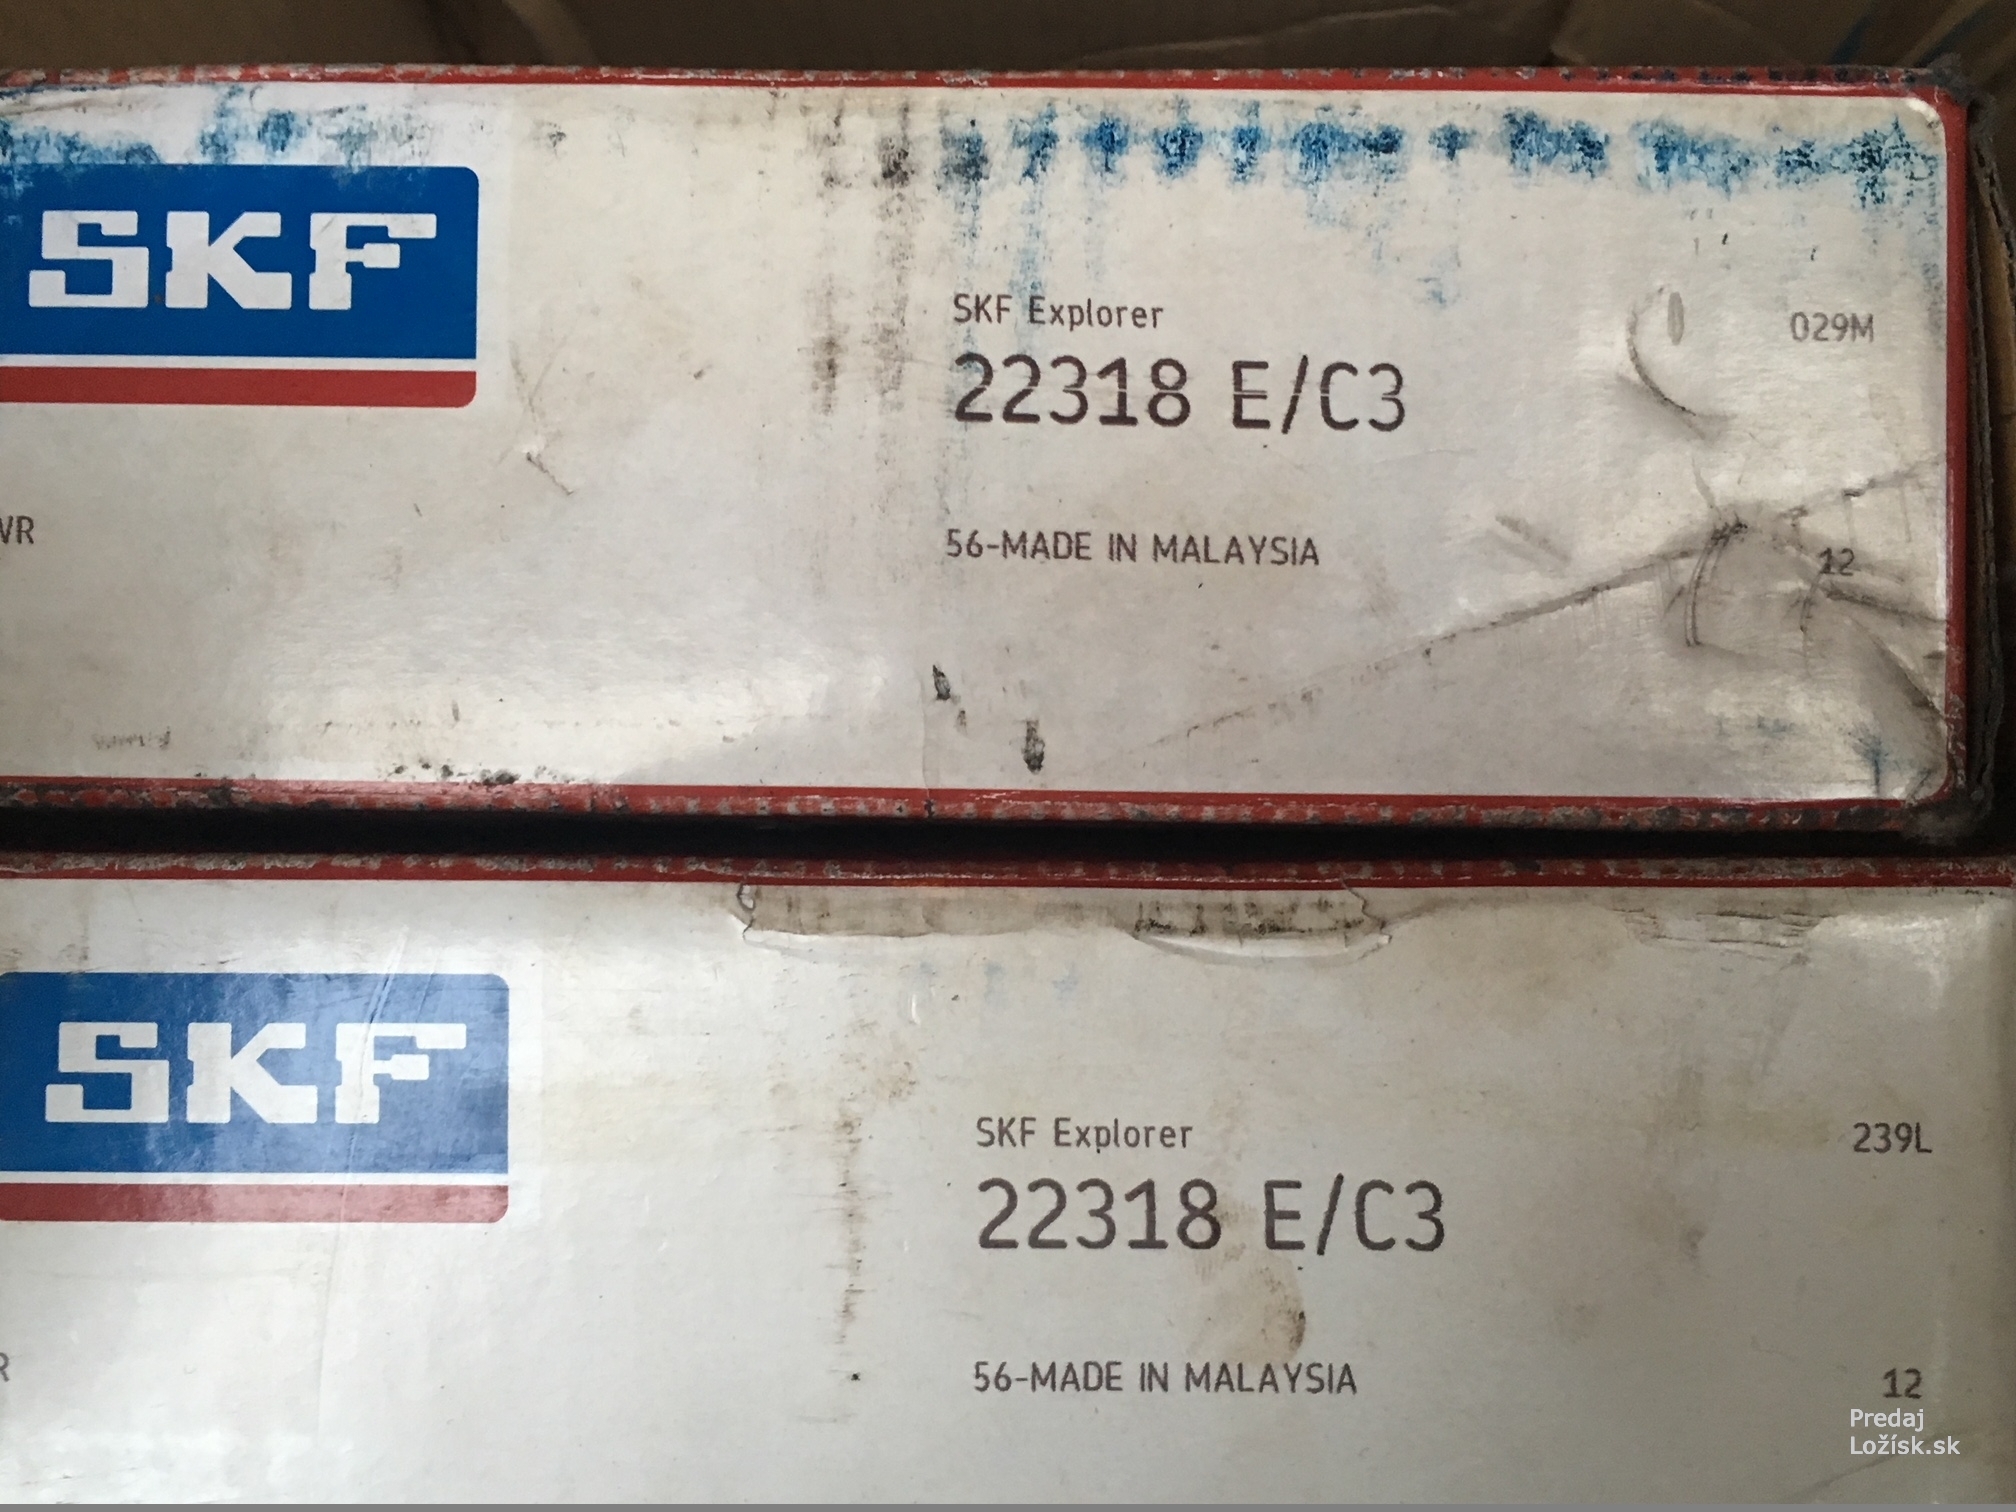 SKF
SKF Explorer
029M
22318 E/C3
VR
56-MADE IN MALAYSIA
12
SKF
SKF Explorer
239L
22318 E/C3
R
56-MADE IN MALAYSIA
12
Predaj
Ložísk.sk